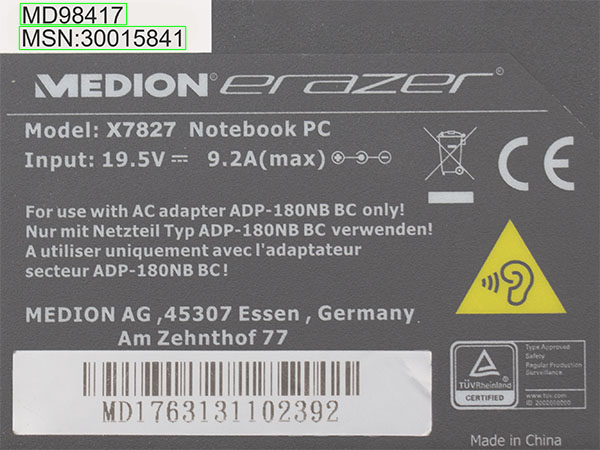 MD98417
MSN:30015841
MEDION® erazer®
Model: X7827 Notebook PC
Input: 19.5V⎓ 9.2A(max)
CE
For use with AC adapter ADP-180NB BC only!
Nur mit Netzteil Typ ADP-180NB BC verwenden!
A utiliser uniquement avec l'adaptateur
secteur ADP-180NB BC!
MEDION AG ,45307 Essen , Germany
Am Zehnthof 77
MD1763131102392
TÜVRheinland
CERTIFIED
Type Approved
Safety
Regular Production
Surveillance
www.tuv.com
Made in China